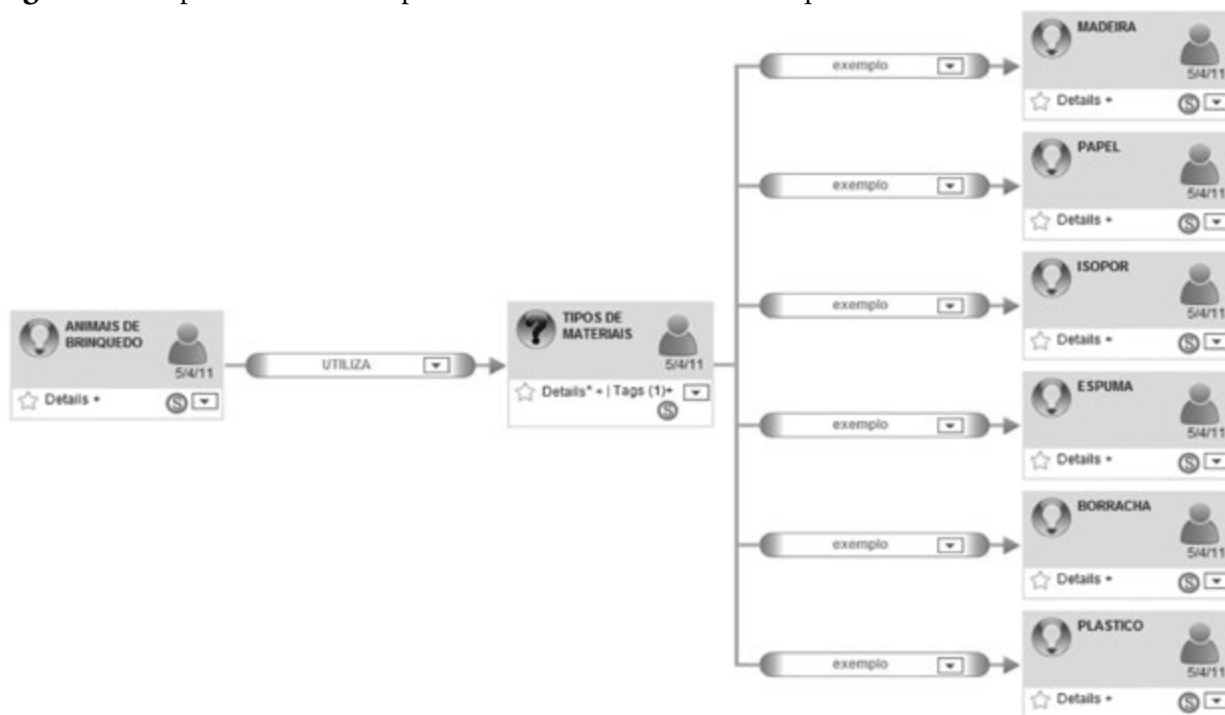 MADEIRA
5/4/11
Details +
exemplo
PAPEL
5/4/11
Details +
exemplo
ISOPOR
5/4/11
Details +
exemplo
ANIMAIS DE
BRINQUEDO
5/4/11
Details +
UTILIZA
TIPOS DE
MATERIAIS
5/4/11
Details* + | Tags (1)+
ESPUMA
5/4/11
Details +
exemplo
BORRACHA
5/4/11
Details +
exemplo
PLASTICO
5/4/11
Details +
exemplo